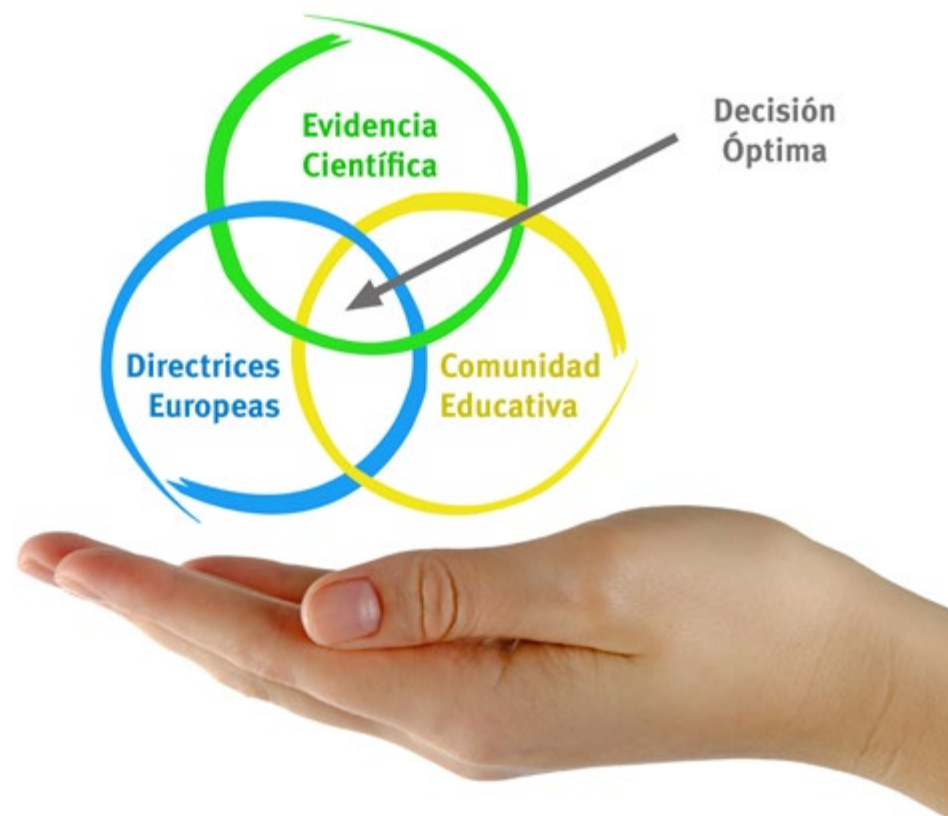 Evidencia
Científica
Decisión
Óptima
Directrices
Europeas
Comunidad
Educativa